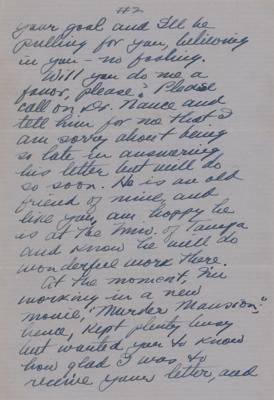 #2
your goal and I'll be
pulling for you, believing
in you – no fooling.
Will you do me a
favor, please? Please
call on Dr. Nance and
tell him for me that I
am sorry about being
so late in answering
his letter but will do
so soon. He is an old
friend of mine, and
like you, am happy he
is at the Univ. of Tampa
and know he will do
wonderful work there.
At the moment, I'm
working in a new
movie, "Murder Mansion,"
hence, kept plenty busy
but wanted you to know
how glad I was to
receive your letter, and